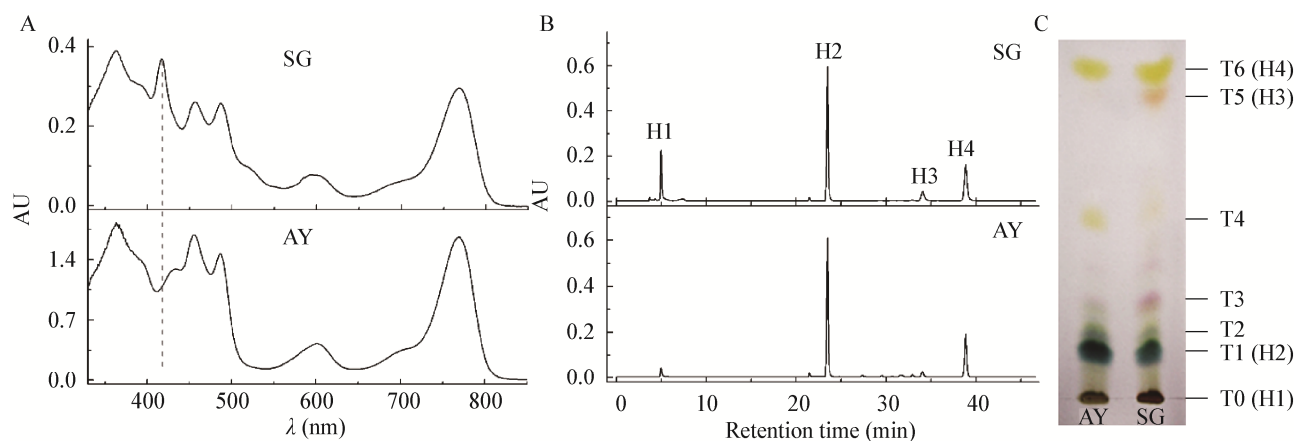 A
SG
0.4
0.2
0.0
AU
AY
1.4
0.7
0.0
400 500 600 700 800
λ (nm)
B
SG
H1
H2
H3
H4
0.6
0.4
0.2
0.0
AU
AY
0.6
0.4
0.2
0.0
0 10 20 30 40
Retention time (min)
C
T6 (H4)
T5 (H3)
T4
T3
T2
T1 (H2)
T0 (H1)
AY SG